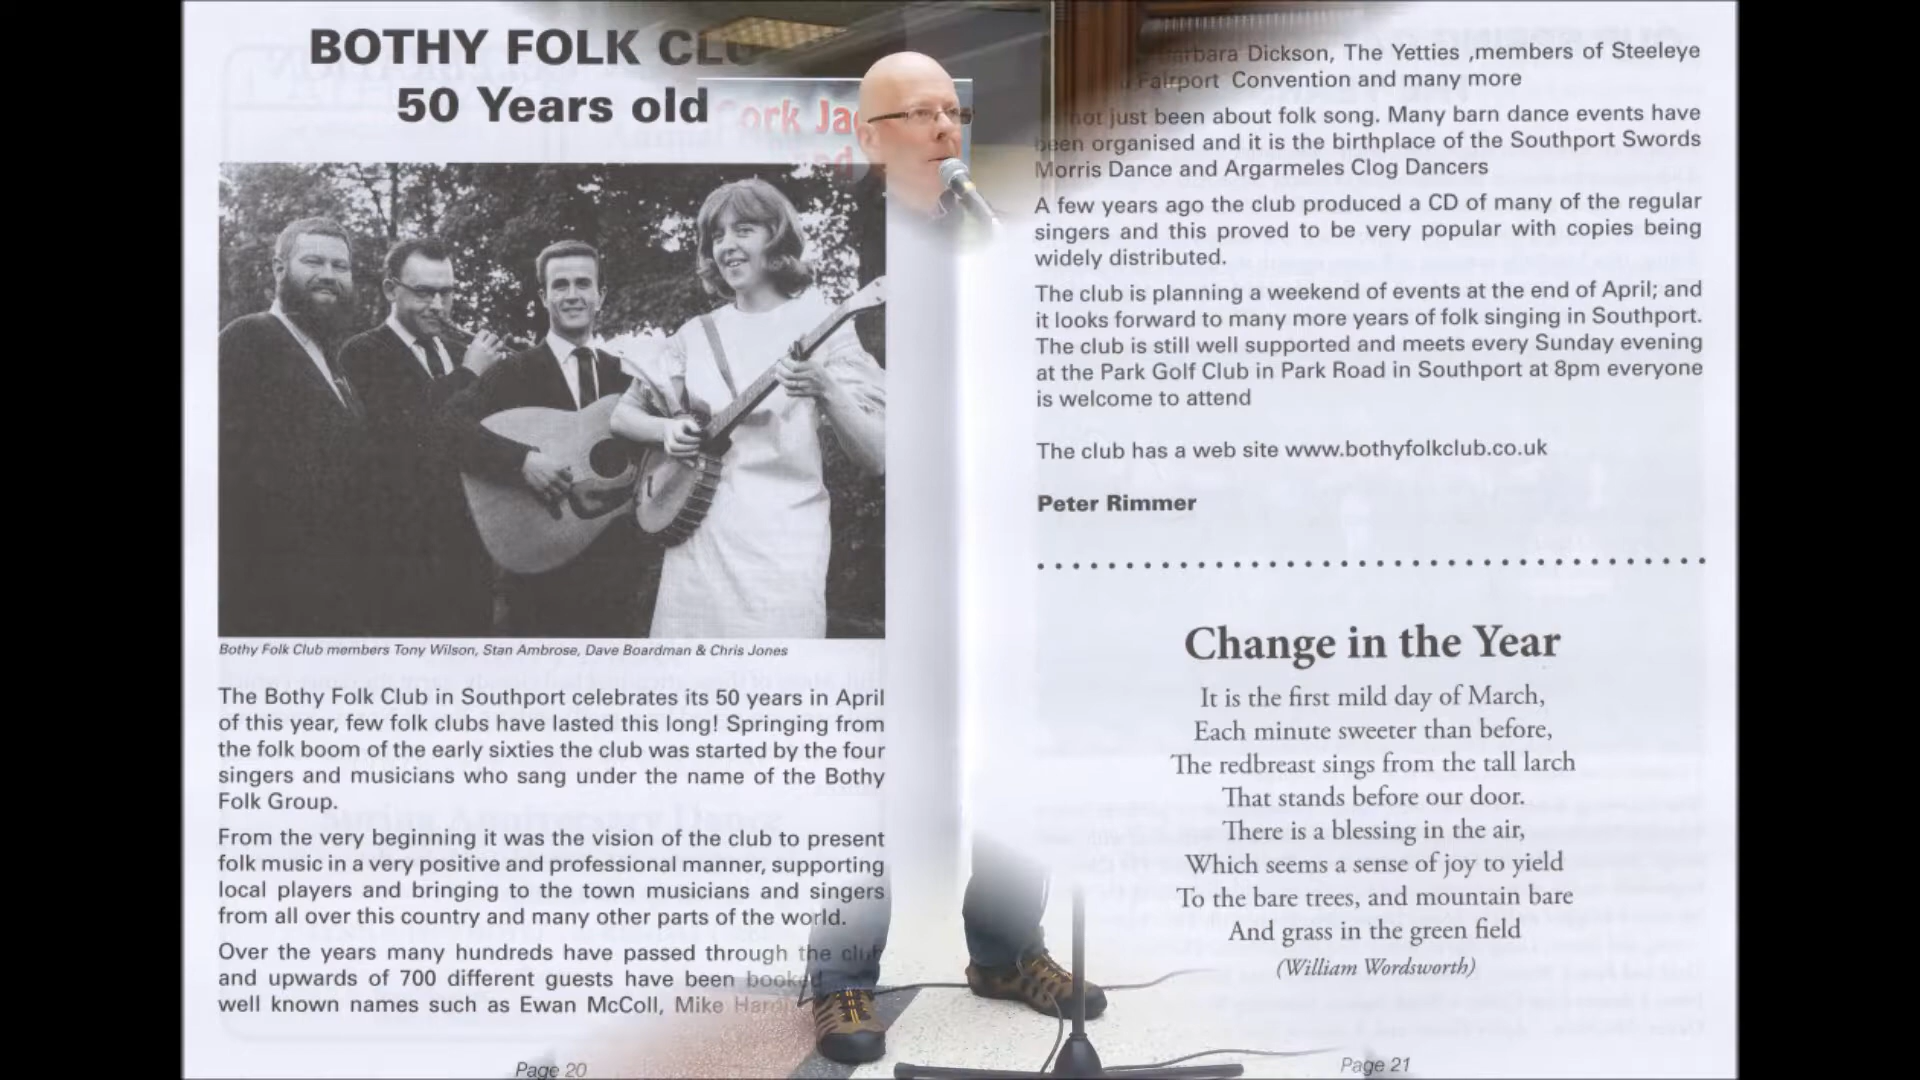 BOTHY FOLK CLU
50 Years old
Cork Ja
Bothy Folk Club members Tony Wilson, Stan Ambrose, Dave Boardman & Chris Jones
The Bothy Folk Club in Southport celebrates its 50 years in April
of this year, few folk clubs have lasted this long! Springing from
the folk boom of the early sixties the club was started by the four
singers and musicians who sang under the name of the Bothy
Folk Group.
From the very beginning it was the vision of the club to present
folk music in a very positive and professional manner, supporting
local players and bringing to the town musicians and singers
from all over this country and many other parts of the world.
Over the years many hundreds have passed through the club
and upwards of 700 different guests have been booked
well known names such as Ewan McColl, Mike Hardi
Page 20
Barbara Dickson, The Yetties ,members of Steeleye
Fairport Convention and many more
not just been about folk song. Many barn dance events have
been organised and it is the birthplace of the Southport Swords
Morris Dance and Argarmeles Clog Dancers
A few years ago the club produced a CD of many of the regular
singers and this proved to be very popular with copies being
widely distributed.
The club is planning a weekend of events at the end of April; and
it looks forward to many more years of folk singing in Southport.
The club is still well supported and meets every Sunday evening
at the Park Golf Club in Park Road in Southport at 8pm everyone
is welcome to attend
The club has a web site www.bothyfolkclub.co.uk
Peter Rimmer
Change in the Year
It is the first mild day of March,
Each minute sweeter than before,
The redbreast sings from the tall larch
That stands before our door.
There is a blessing in the air,
Which seems a sense of joy to yield
To the bare trees, and mountain bare
And grass in the green field
(William Wordsworth)
Page 21